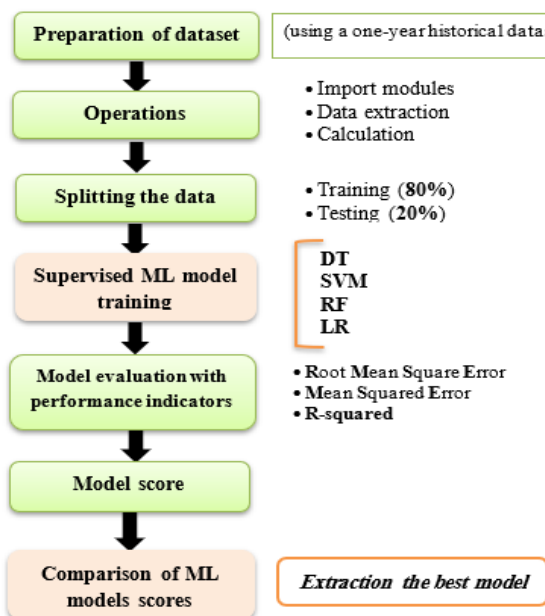 Preparation of dataset
(using a one-year historical data
Operations
• Import modules
• Data extraction
• Calculation
Splitting the data
• Training (80%)
• Testing (20%)
Supervised ML model
training
DT
SVM
RF
LR
Model evaluation with
performance indicators
• Root Mean Square Error
• Mean Squared Error
• R-squared
Model score
Comparison of ML
models scores
Extraction the best model